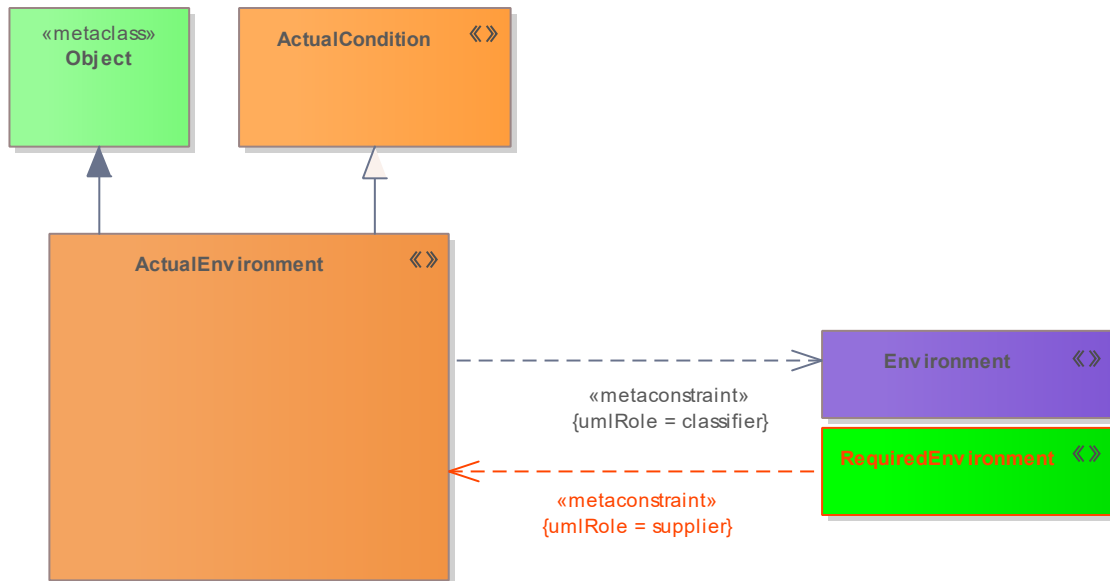 «metaclass»
Object
ActualCondition
«»
ActualEnvironment
«»
Environment
«»
«metaconstraint»
{umlRole = classifier}
RequiredEnvironment
«»
«metaconstraint»
{umlRole = supplier}